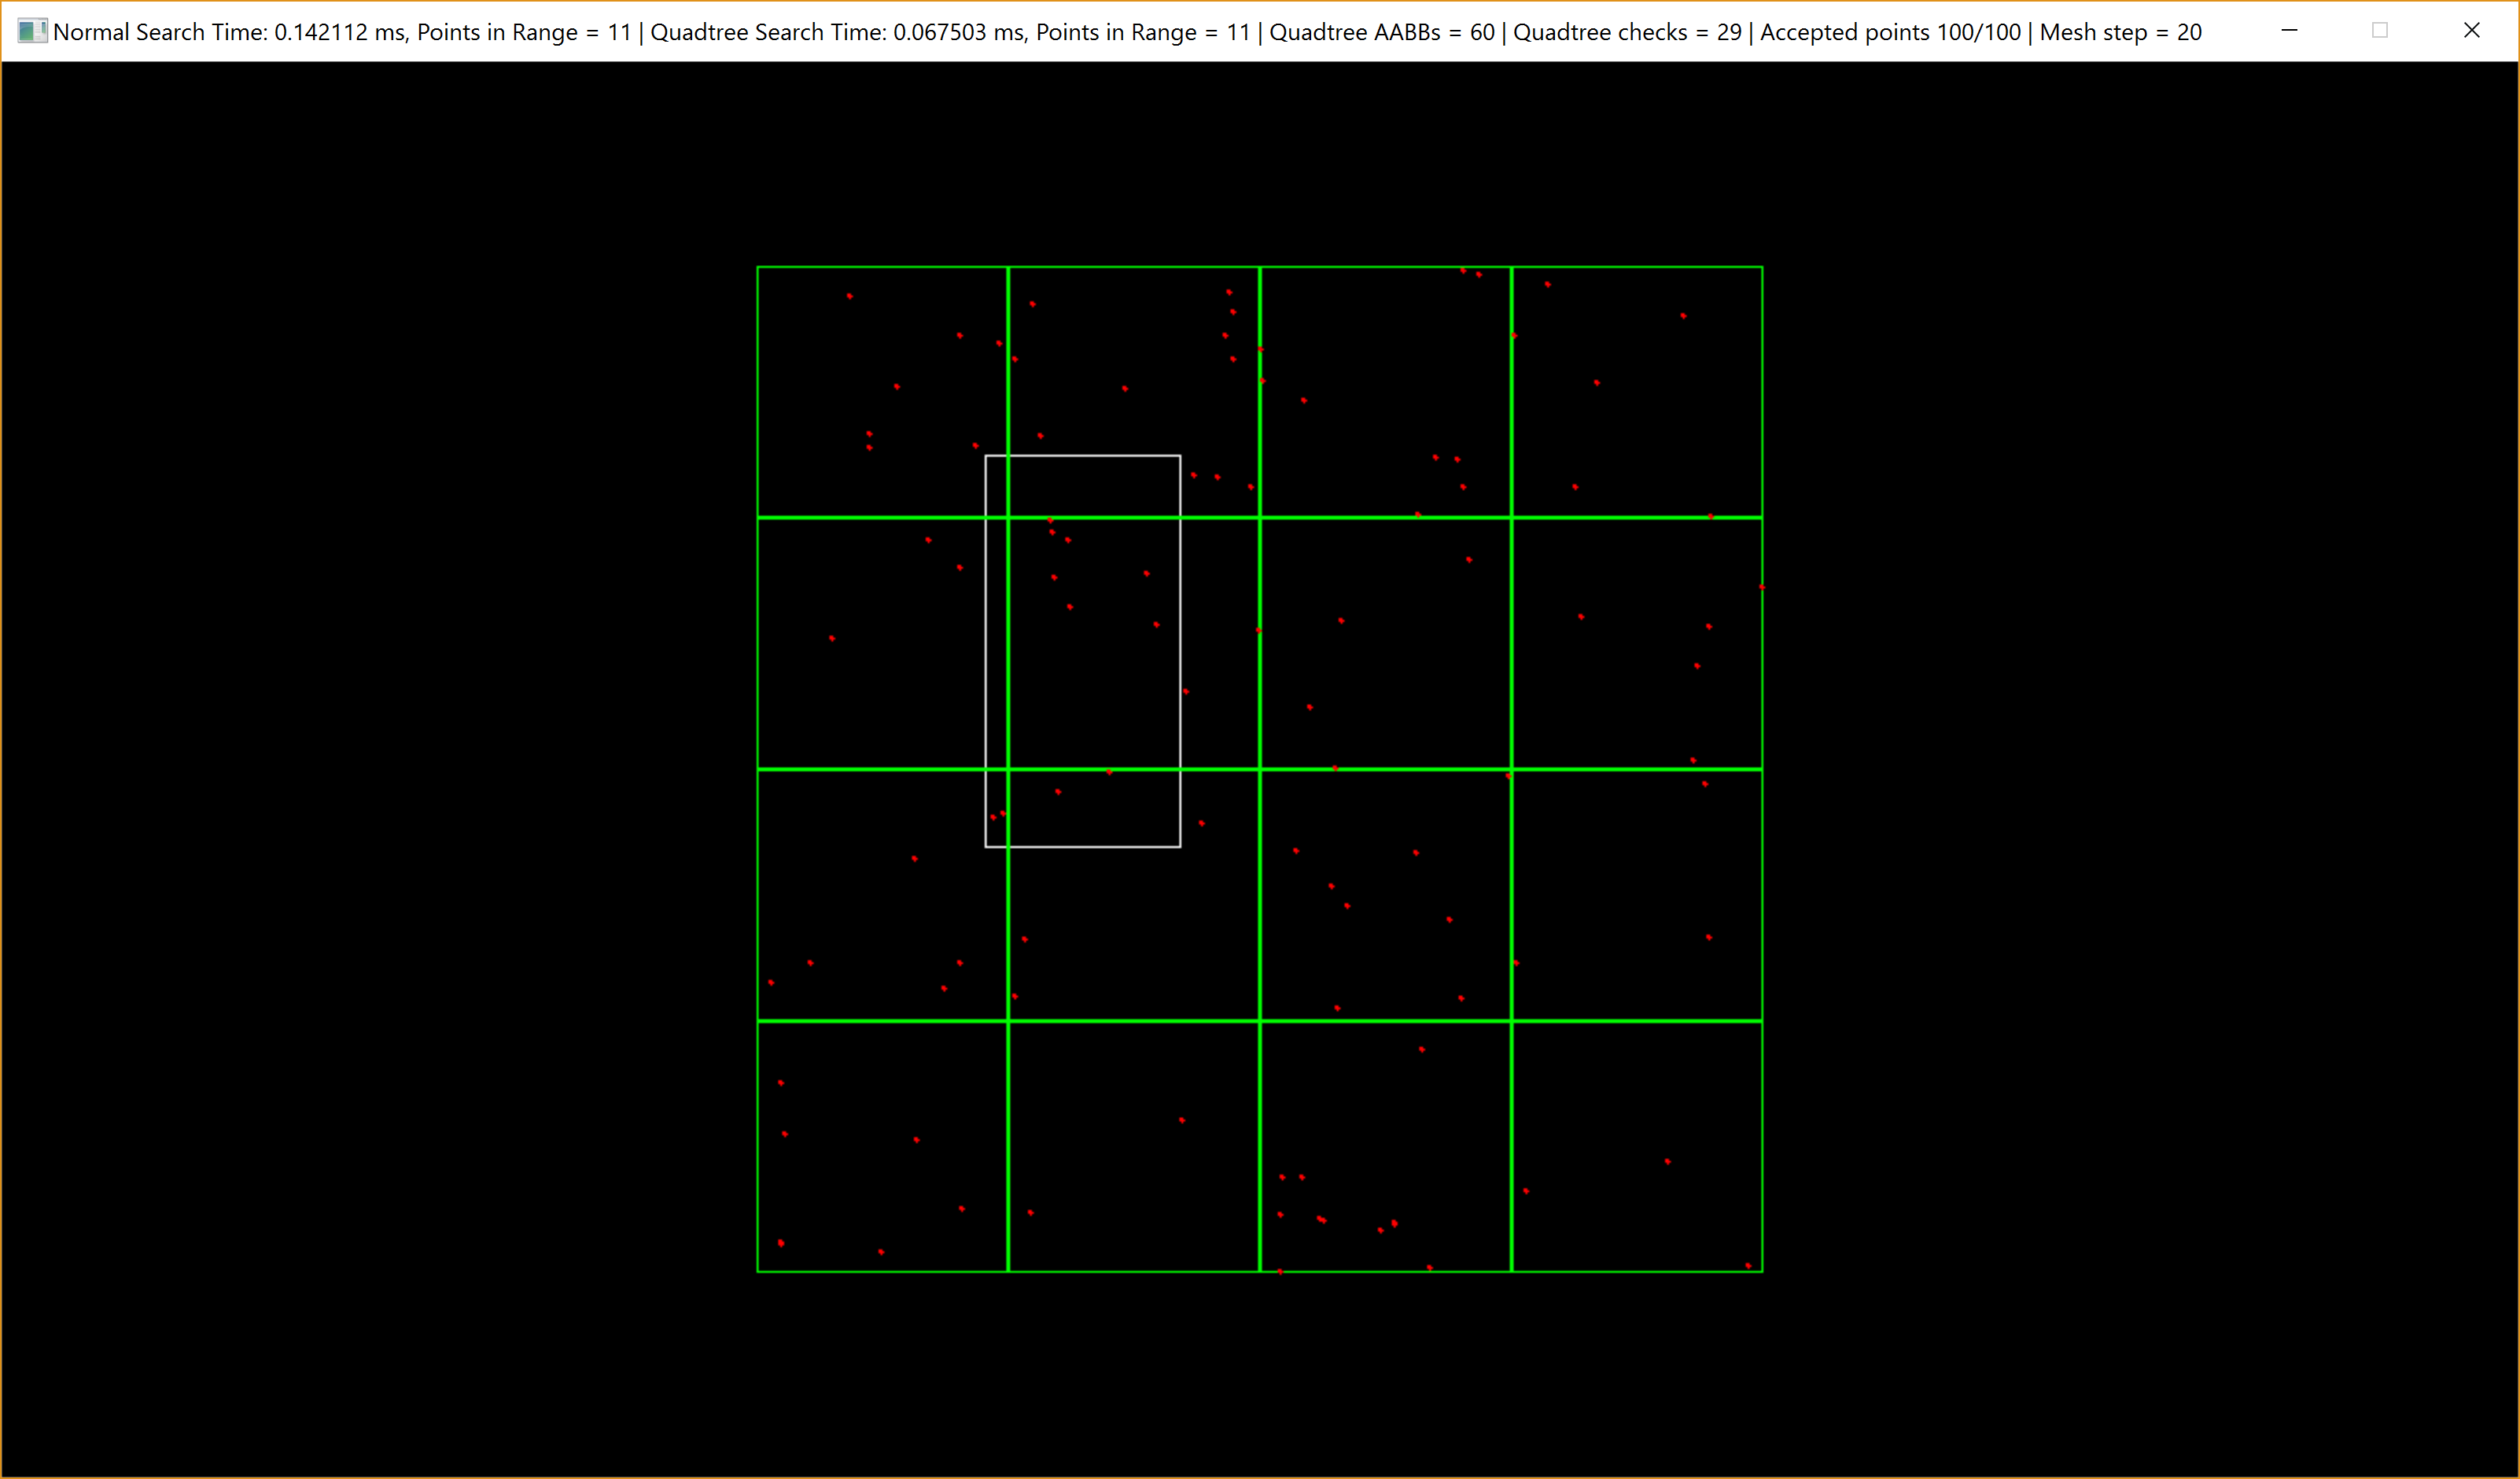 Normal Search Time: 0.142112 ms, Points in Range = 11 | Quadtree Search Time: 0.067503 ms, Points in Range = 11 | Quadtree AABBs = 60 | Quadtree checks = 29 | Accepted points 100/100 | Mesh step = 20